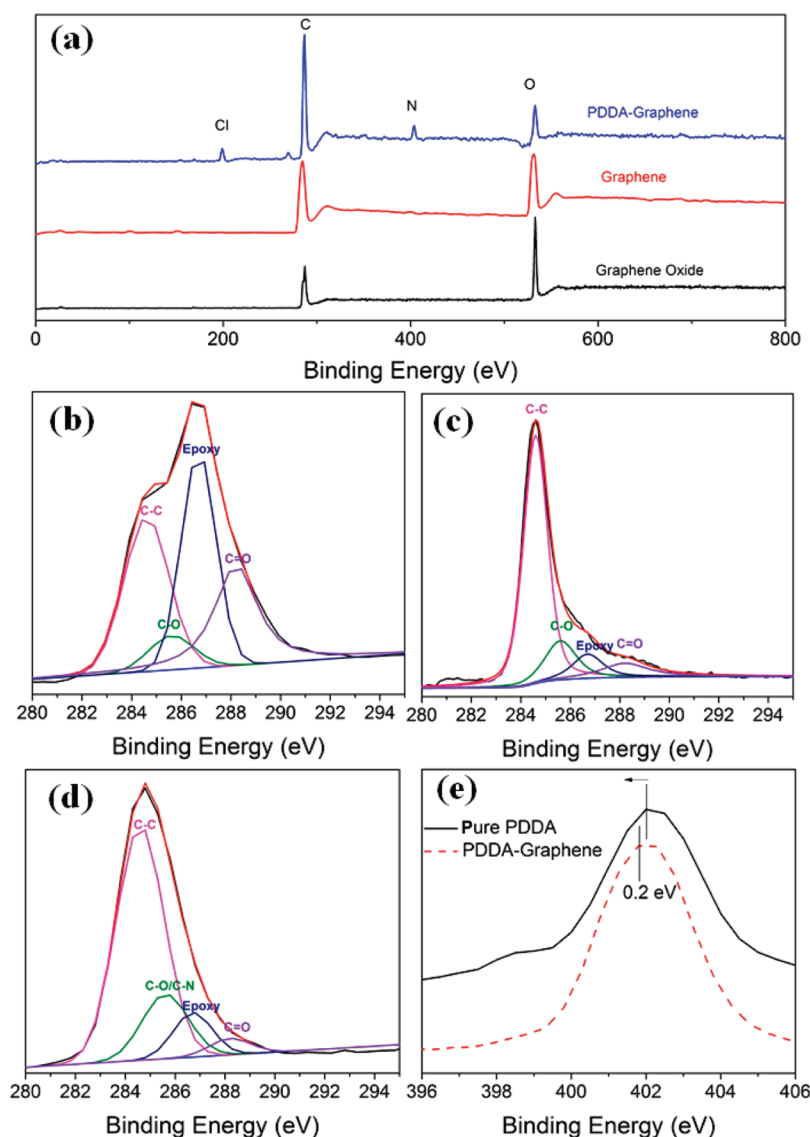 (a)
C
Cl
N
O
PDDA-Graphene
Graphene
Graphene Oxide
0 200 400 600 800
Binding Energy (eV)
(b)
Epoxy
C-C
C=O
C-O
280 282 284 286 288 290 292 294
Binding Energy (eV)
(c)
C-C
C-O
Epoxy
C=O
280 282 284 286 288 290 292 294
Binding Energy (eV)
(d)
C-C
C-O/C-N
Epoxy
C=O
280 282 284 286 288 290 292 294
Binding Energy (eV)
(e)
Pure PDDA
PDDA-Graphene
0.2 eV
396 398 400 402 404 406
Binding Energy (eV)